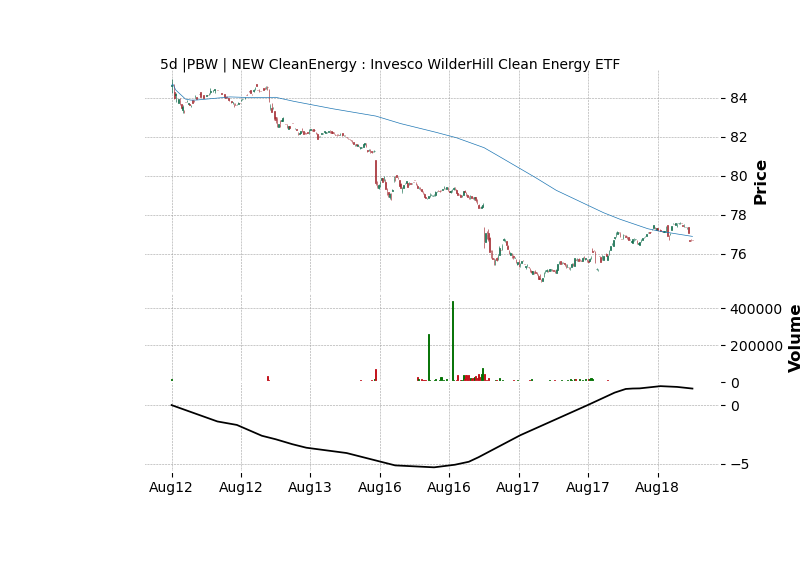 5d |PBW | NEW CleanEnergy : Invesco WilderHill Clean Energy ETF
84
82
80
78
76
Price
400000
200000
0
Volume
0
−5
Aug12 Aug12 Aug13 Aug16 Aug16 Aug17 Aug17 Aug18